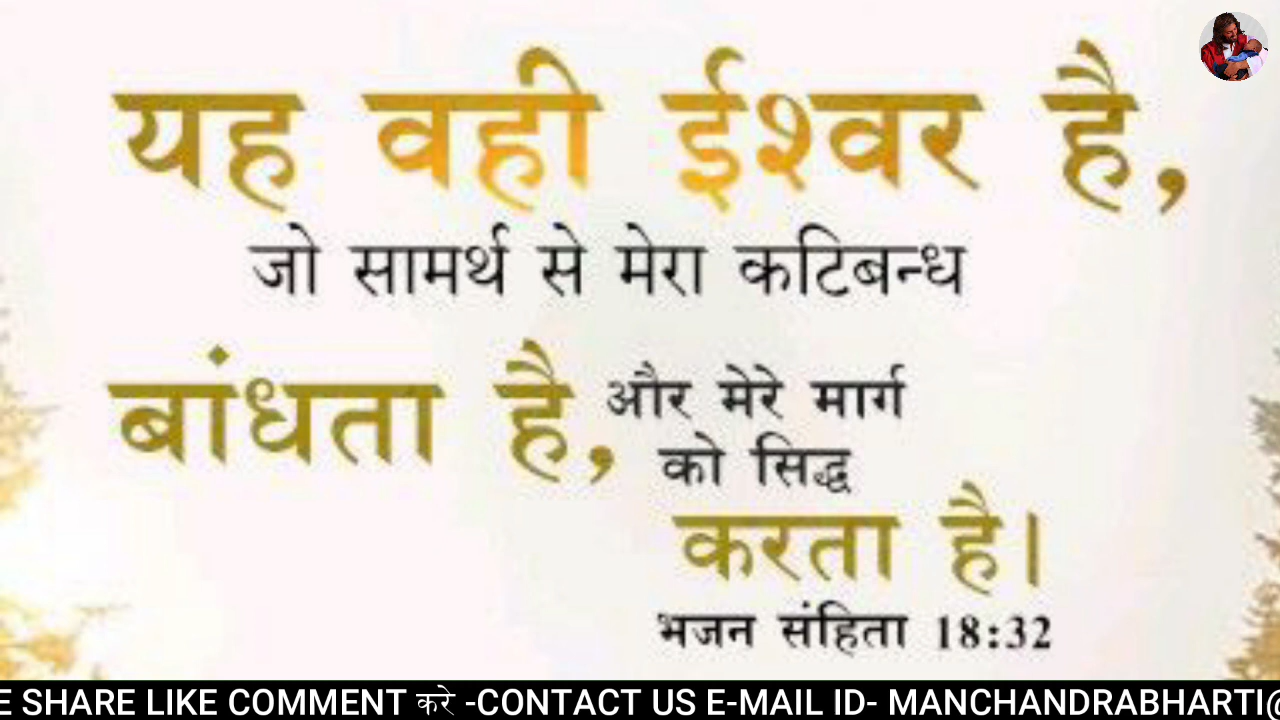 यह वही ईश्वर है,
जो सामर्थ से मेरा कटिबन्ध
बांधता है, और मेरे मार्ग
को सिद्ध
करता है।
भजन संहिता 18:32
SHARE LIKE COMMENT करे -CONTACT US E-MAIL ID- MANCHANDRABHARTI@